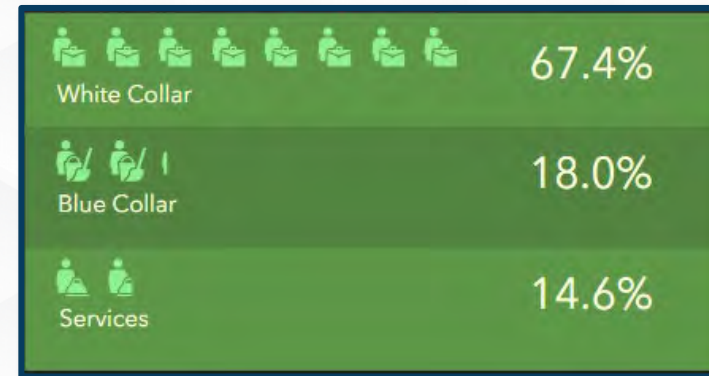 67.4%
White Collar
18.0%
Blue Collar
14.6%
Services